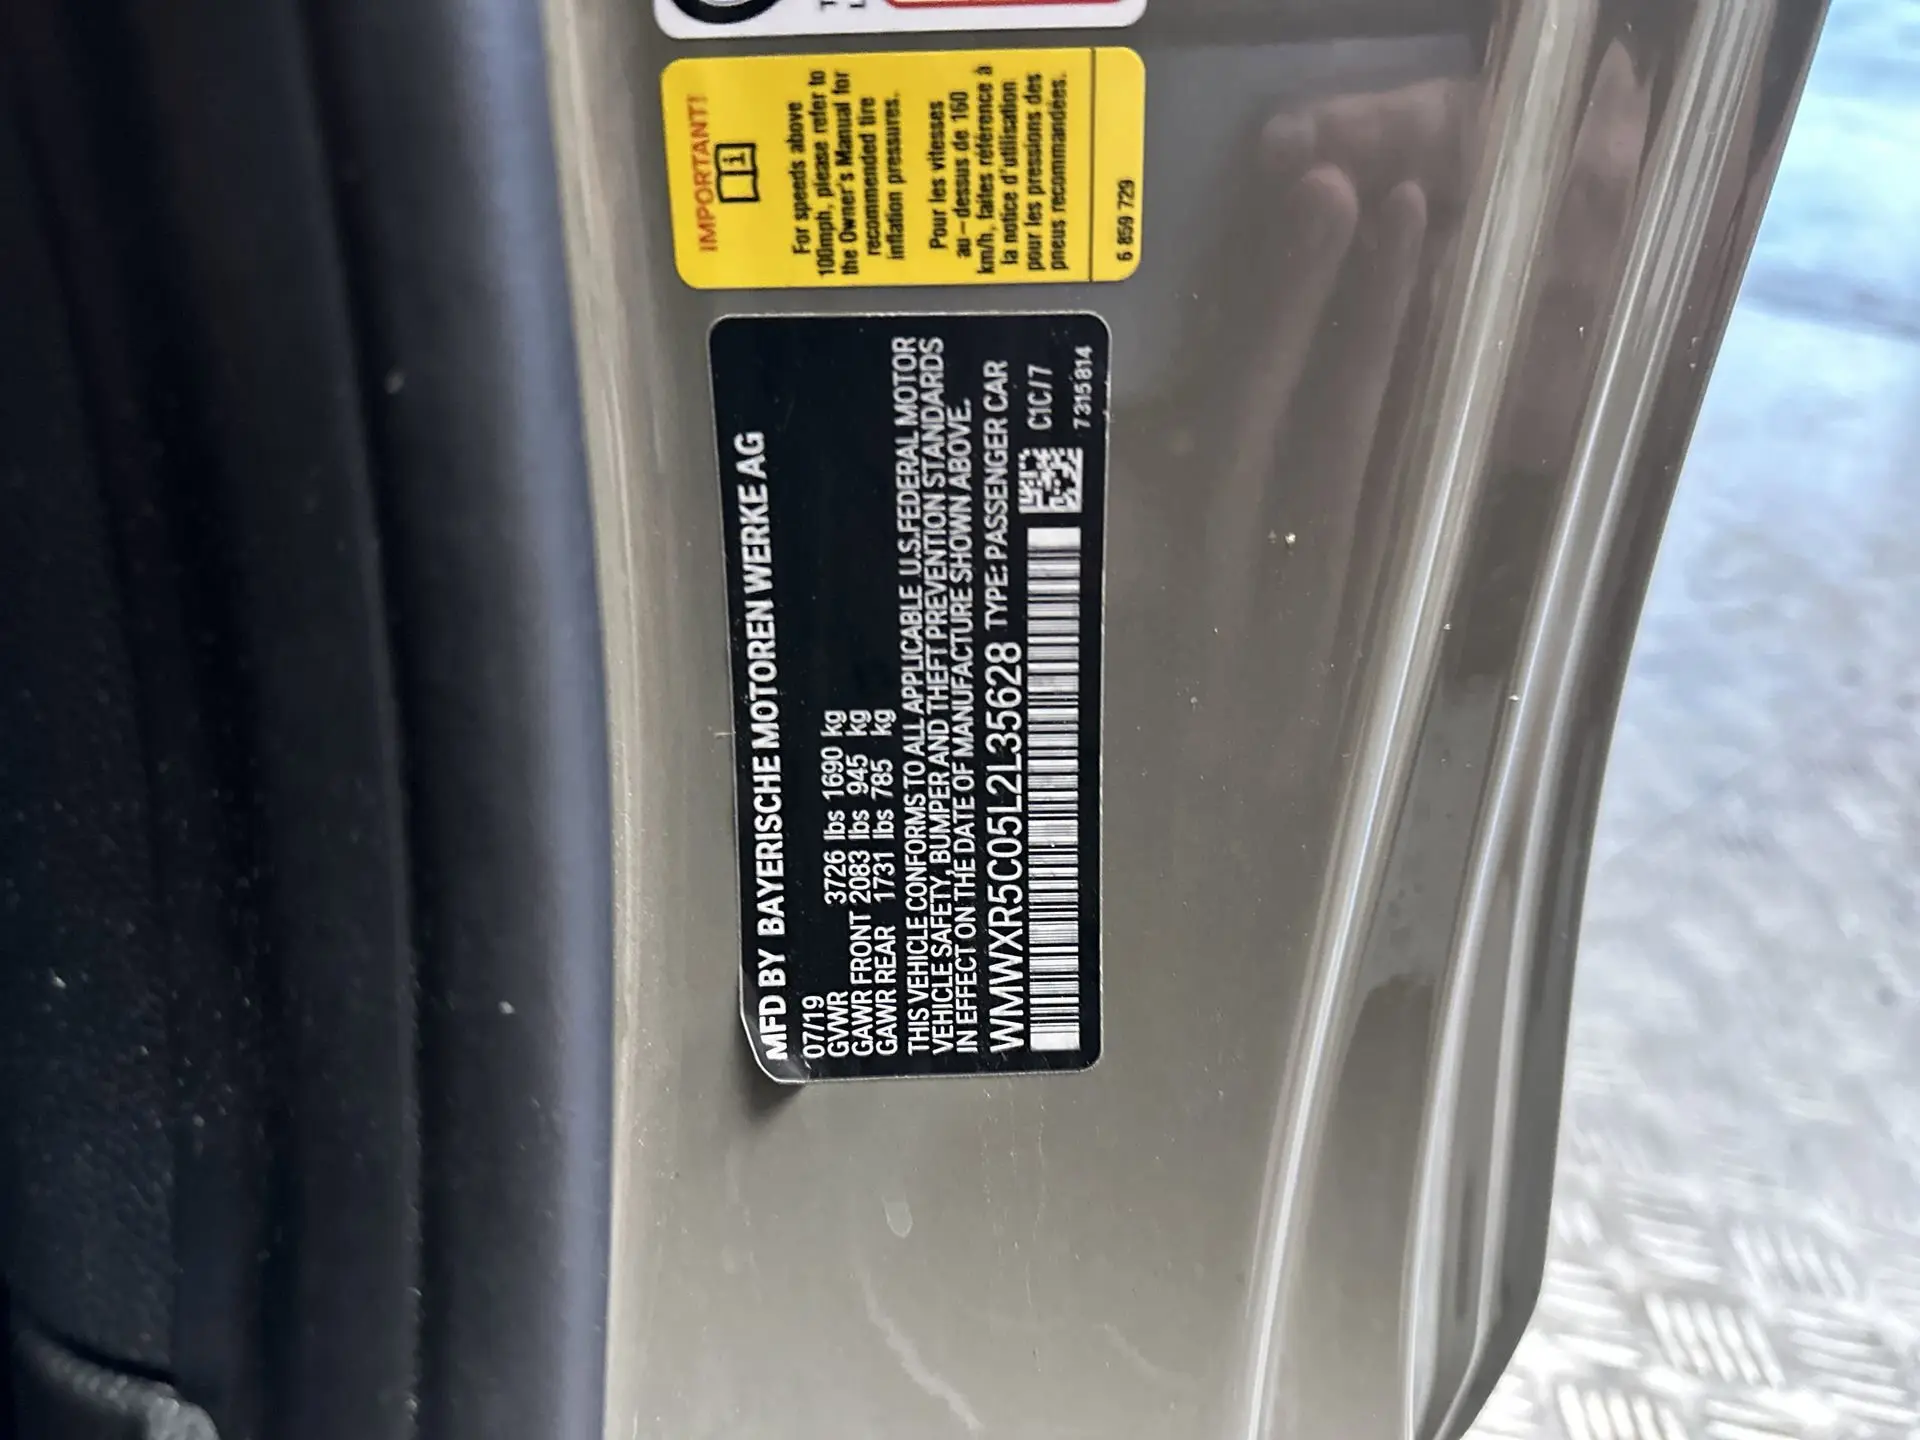 IMPORTANT!
For speeds above
100mph, please refer to
the Owner's Manual for
recommended tire
inflation pressures.
Pour les vitesses
au-dessus de 160
km/h, faites référence à
la notice d'utilisation
pour les pressions des
pneus recommandées.
6 859 729
MFD BY BAYERISCHE MOTOREN WERKE AG
07/19
GVWR 3726 lbs 1690 kg
GAWR FRONT 2083 lbs 945 kg
GAWR REAR 1731 lbs 785 kg
THIS VEHICLE CONFORMS TO ALL APPLICABLE U.S.FEDERAL MOTOR
VEHICLE SAFETY, BUMPER AND THEFT PREVENTION STANDARDS
IN EFFECT ON THE DATE OF MANUFACTURE SHOWN ABOVE.
WMWXR5C05L2L35628 TYPE: PASSENGER CAR
C1C/7
7315814